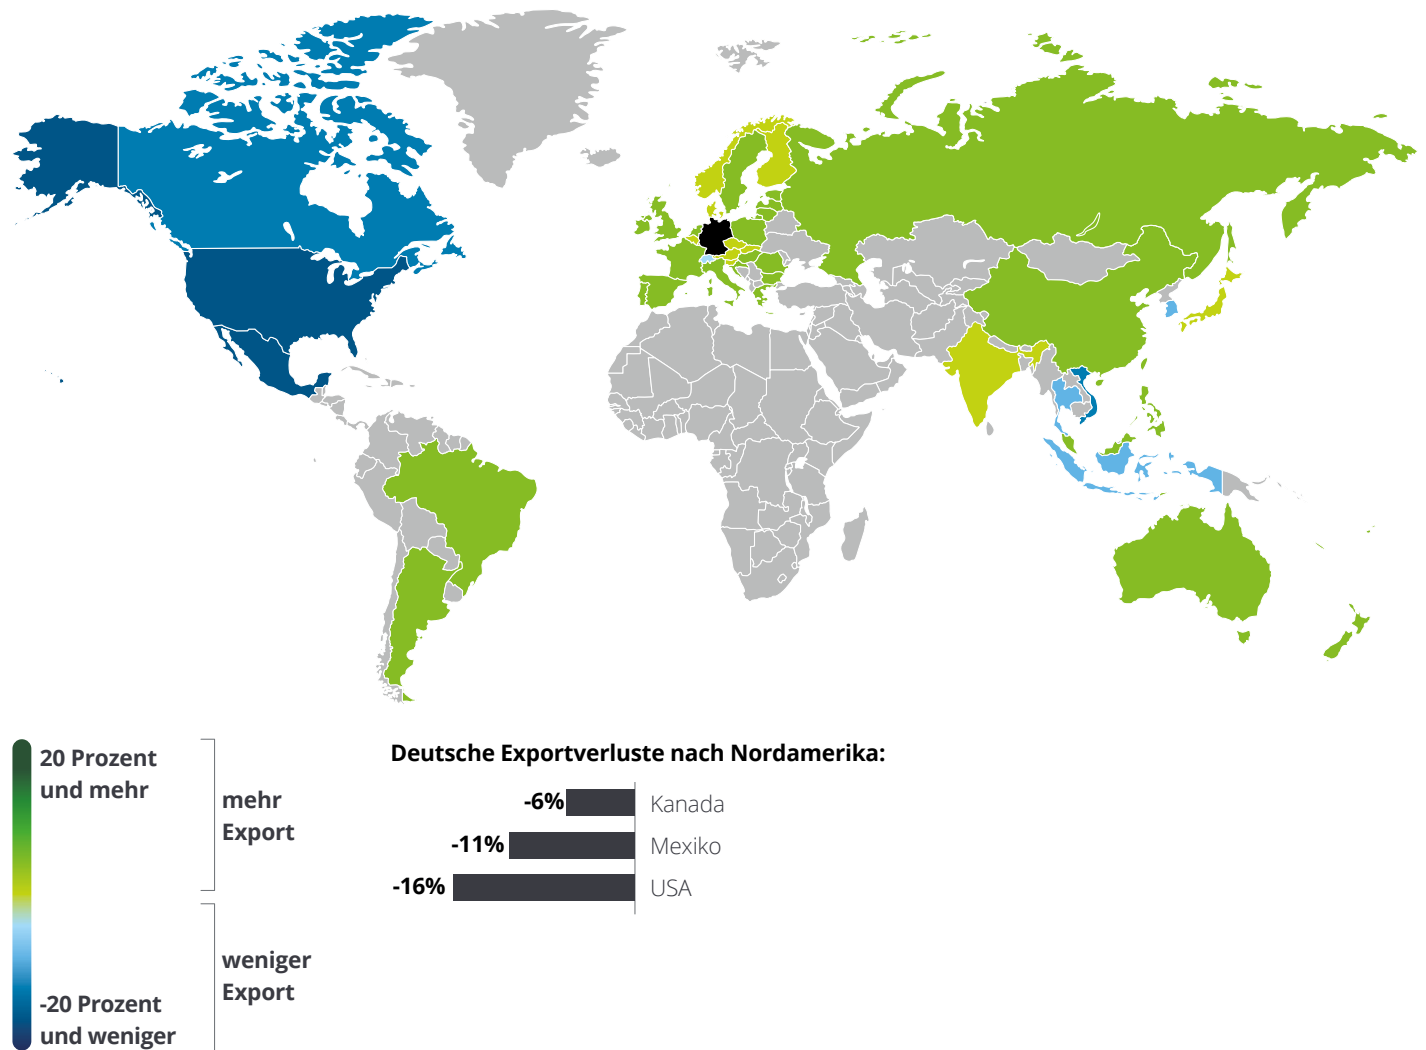 20 Prozent
und mehr
mehr
Export
weniger
Export
-20 Prozent
und weniger
Deutsche Exportverluste nach Nordamerika:
-6% Kanada
-11% Mexiko
-16% USA